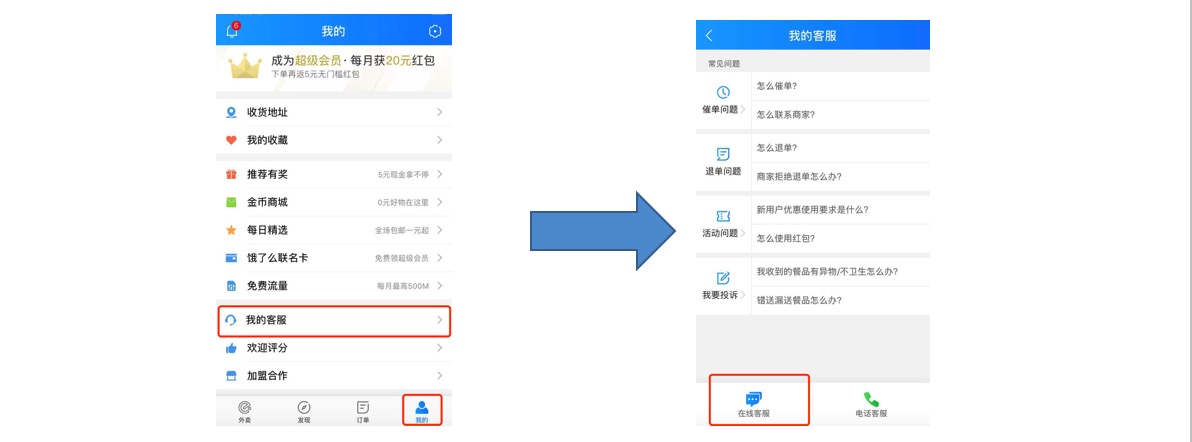 6
我的
成为超级会员·每月获20元红包
下单再返5元无门槛红包
收货地址
我的收藏
推荐有奖 5元现金拿不停
金币商城 0元好物在这里
每日精选 全场包邮一元起
饿了么联名卡 免费领超级会员
免费流量 每月最高500M
我的客服
欢迎评分
加盟合作
外卖 发现 订单 我的
我的客服
常见问题
催单问题
怎么催单?
怎么联系商家?
退单问题
怎么退单?
商家拒绝退单怎么办?
活动问题
新用户优惠使用要求是什么?
怎么使用红包?
我要投诉
我收到的餐品有异物/不卫生怎么办?
错送漏送餐品怎么办?
在线客服 电话客服